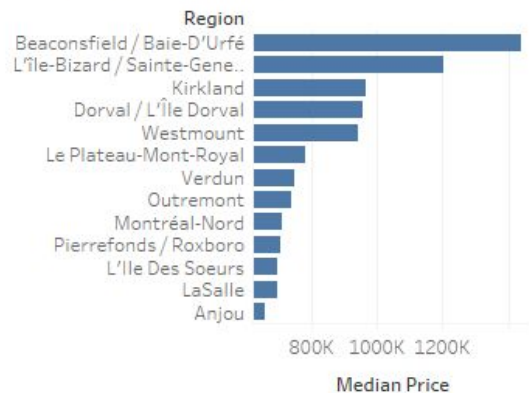 Region
Beaconsfield / Baie-D'Urfé
L'île-Bizard / Sainte-Gene..
Kirkland
Dorval / L'Île Dorval
Westmount
Le Plateau-Mont-Royal
Verdun
Outremont
Montréal-Nord
Pierrefonds / Roxboro
L'Ile Des Soeurs
LaSalle
Anjou
800K 1000K 1200K
Median Price